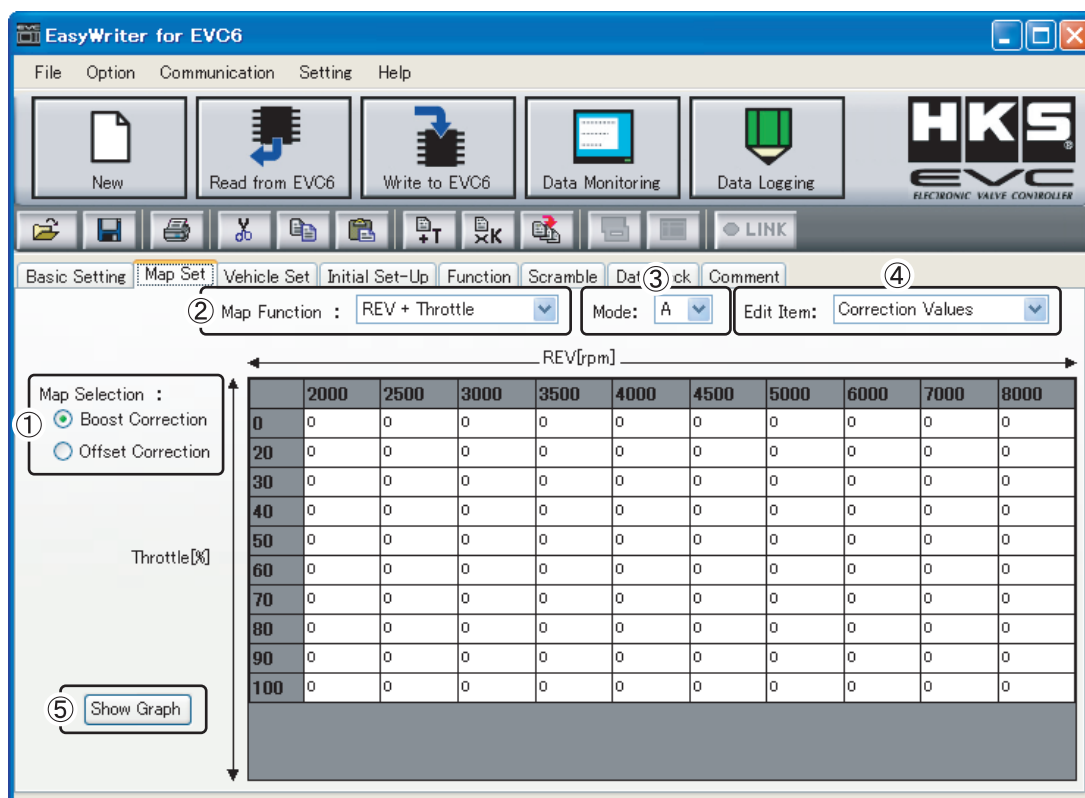 EasyWriter for EVC6
File Option Communication Setting Help
New Read from EVC6 Write to EVC6 Data Monitoring Data Logging
HKS
®
EVC
ELECTRONIC VALVE CONTROLLER
T K LINK
Basic Setting Map Set Vehicle Set Initial Set-Up Function Scramble Dat ck Comment
③ ④
② Map Function : REV + Throttle Mode: A Edit Item: Correction Values
REV[rpm]
Map Selection :
① Boost Correction
Offset Correction
2000 2500 3000 3500 4000 4500 5000 6000 7000 8000
0 0 0 0 0 0 0 0 0 0 0
20 0 0 0 0 0 0 0 0 0 0
30 0 0 0 0 0 0 0 0 0 0
40 0 0 0 0 0 0 0 0 0 0
50 0 0 0 0 0 0 0 0 0 0
Throttle[%]
60 0 0 0 0 0 0 0 0 0 0
70 0 0 0 0 0 0 0 0 0 0
80 0 0 0 0 0 0 0 0 0 0
90 0 0 0 0 0 0 0 0 0 0
100 0 0 0 0 0 0 0 0 0 0
⑤ Show Graph